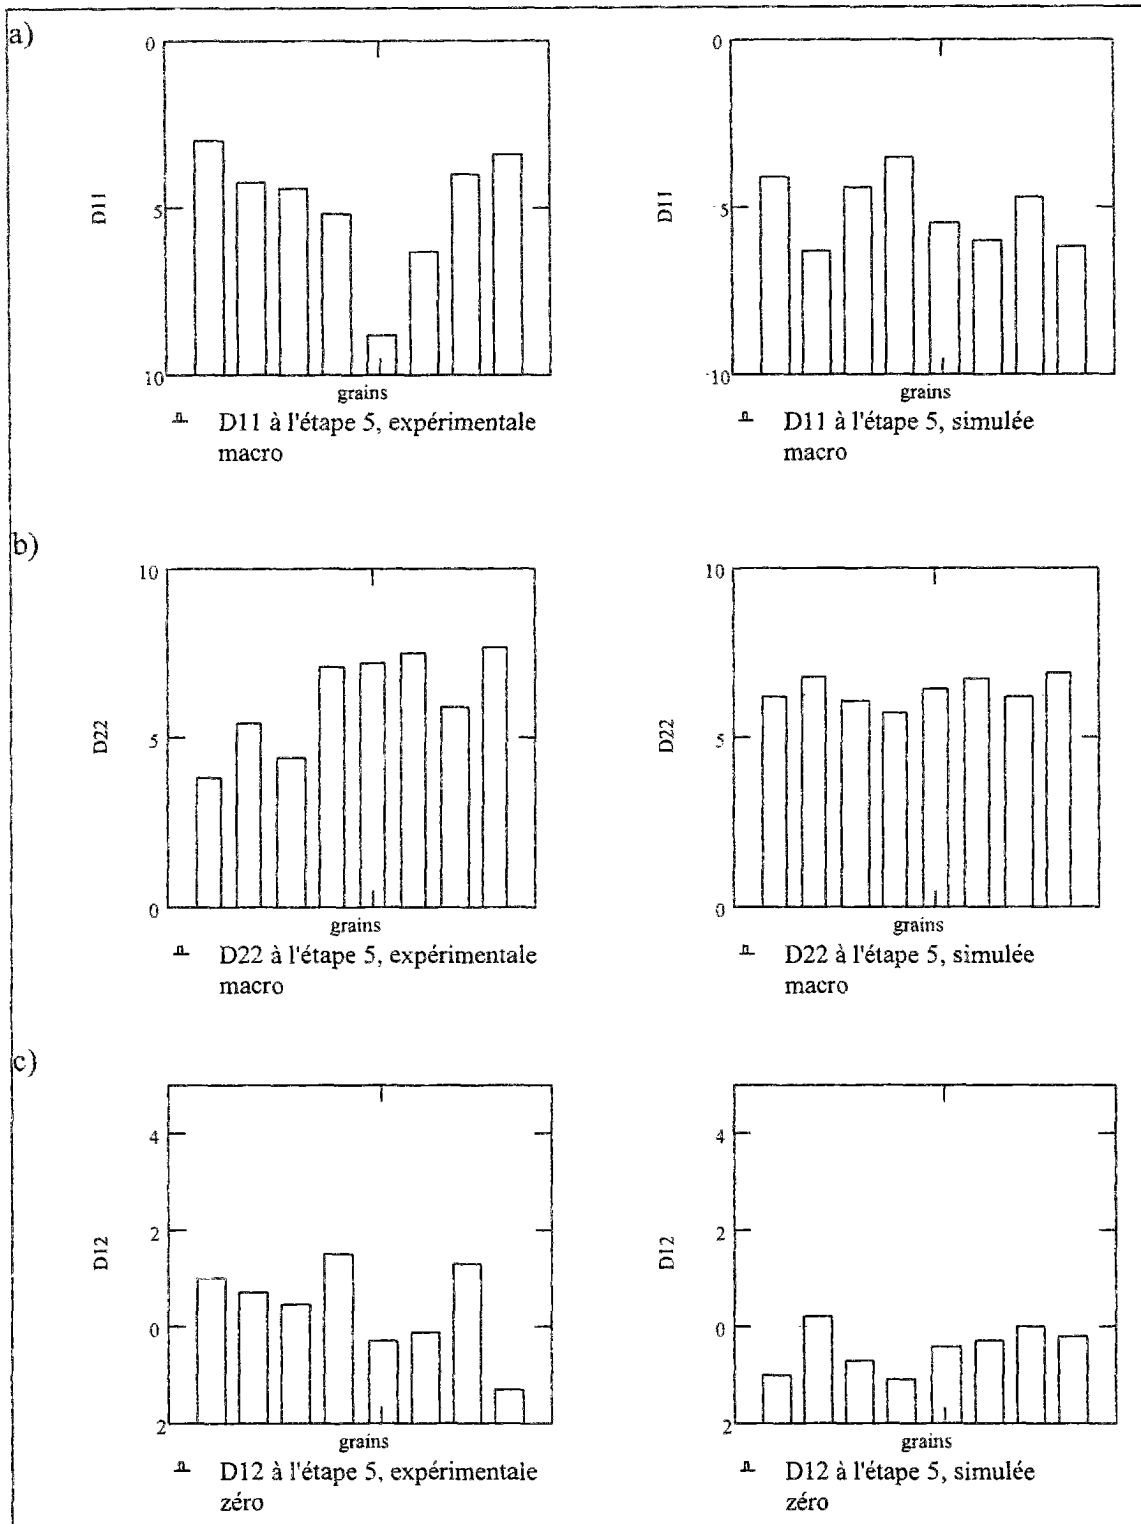 a)
0
D11
5
10
grains
D11 à l'étape 5, expérimentale
macro
0
D11
5
-10
grains
D11 à l'étape 5, simulée
macro
b)
10
D22
5
0
grains
D22 à l'étape 5, expérimentale
macro
10
D22
5
0
grains
D22 à l'étape 5, simulée
macro
c)
4
2
D12
0
2
grains
D12 à l'étape 5, expérimentale
zéro
4
2
D12
0
2
grains
D12 à l'étape 5, simulée
zéro